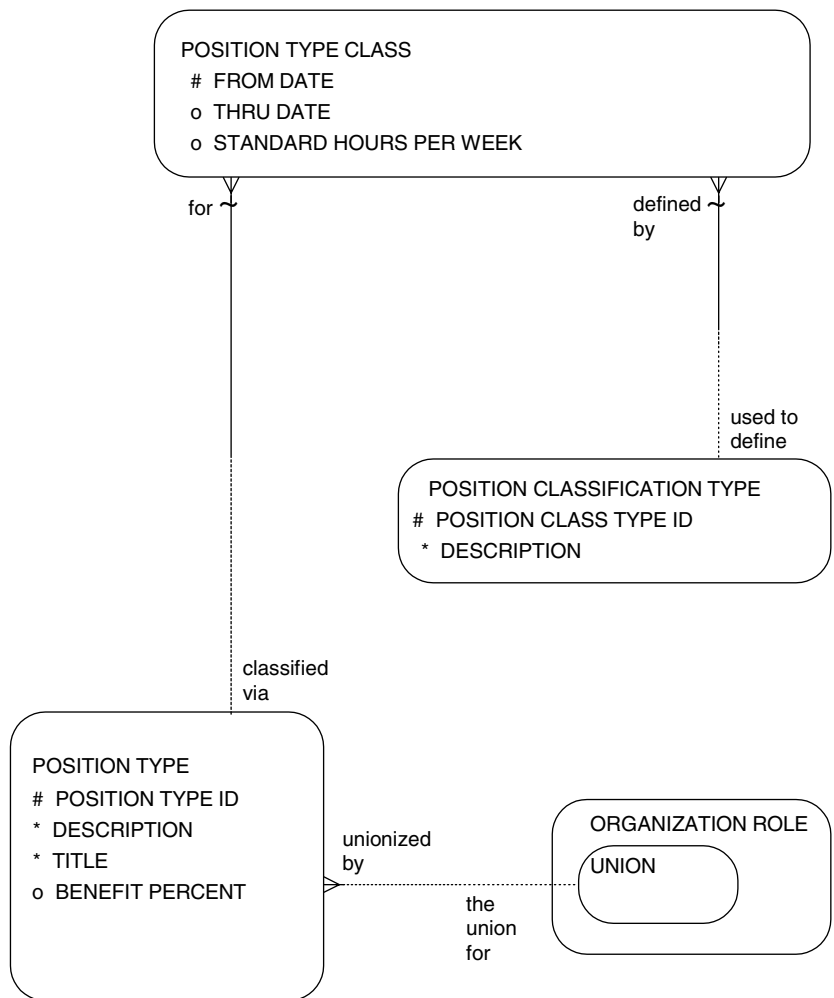 POSITION TYPE CLASS
# FROM DATE
o THRU DATE
o STANDARD HOURS PER WEEK
for ~
defined ~
by
used to
define
POSITION CLASSIFICATION TYPE
# POSITION CLASS TYPE ID
* DESCRIPTION
classified
via
POSITION TYPE
# POSITION TYPE ID
* DESCRIPTION
* TITLE
o BENEFIT PERCENT
unionized
by
the
union
for
ORGANIZATION ROLE
UNION